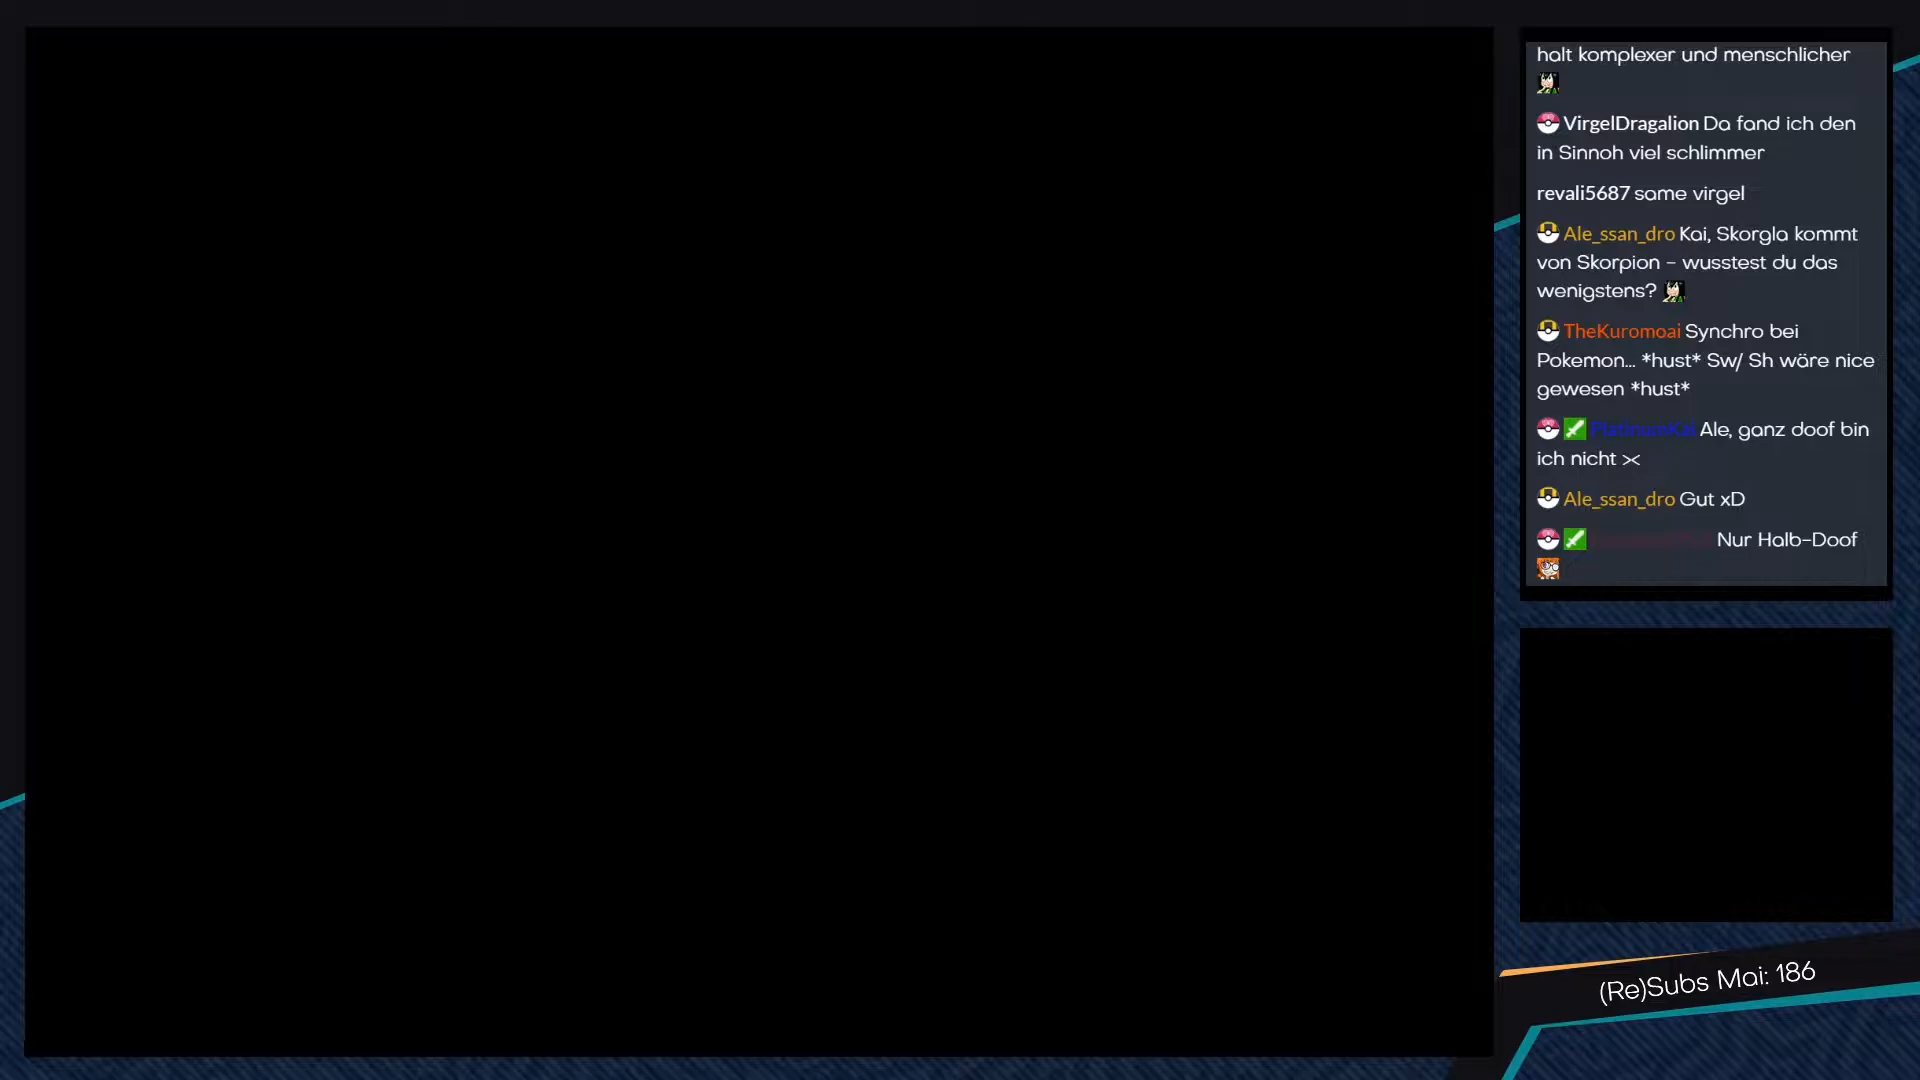 halt komplexer und menschlicher
VirgelDragalion Da fand ich den
in Sinnoh viel schlimmer
revali5687 same virgel
Ale_ssan_dro Kai, Skorgla kommt
von Skorpion - wusstest du das
wenigstens?
TheKuromoai Synchro bei
Pokemon... *hust* Sw/ Sh wäre nice
gewesen *hust*
PlatinumKai Ale, ganz doof bin
ich nicht ><
Ale_ssan_dro Gut xD
Nur Halb-Doof
(Re)Subs Mai: 186